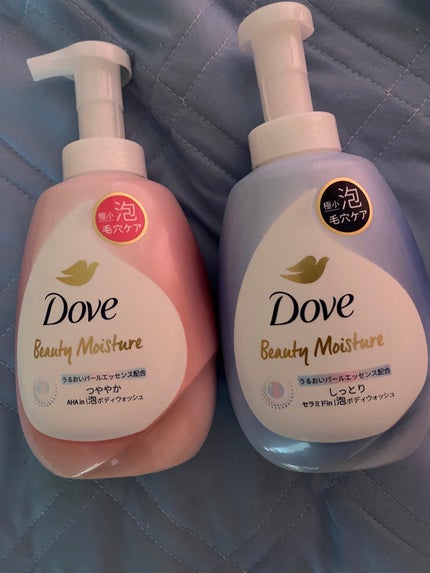 極小 泡
毛穴ケア
Dove
Beauty Moisture
うるおいパールエッセンス配合
つややか
AHA in 泡ボディウォッシュ
極小 泡
毛穴ケア
Dove
Beauty Moisture
うるおいパールエッセンス配合
しっとり
セラミドin 泡ボディウォッシュ